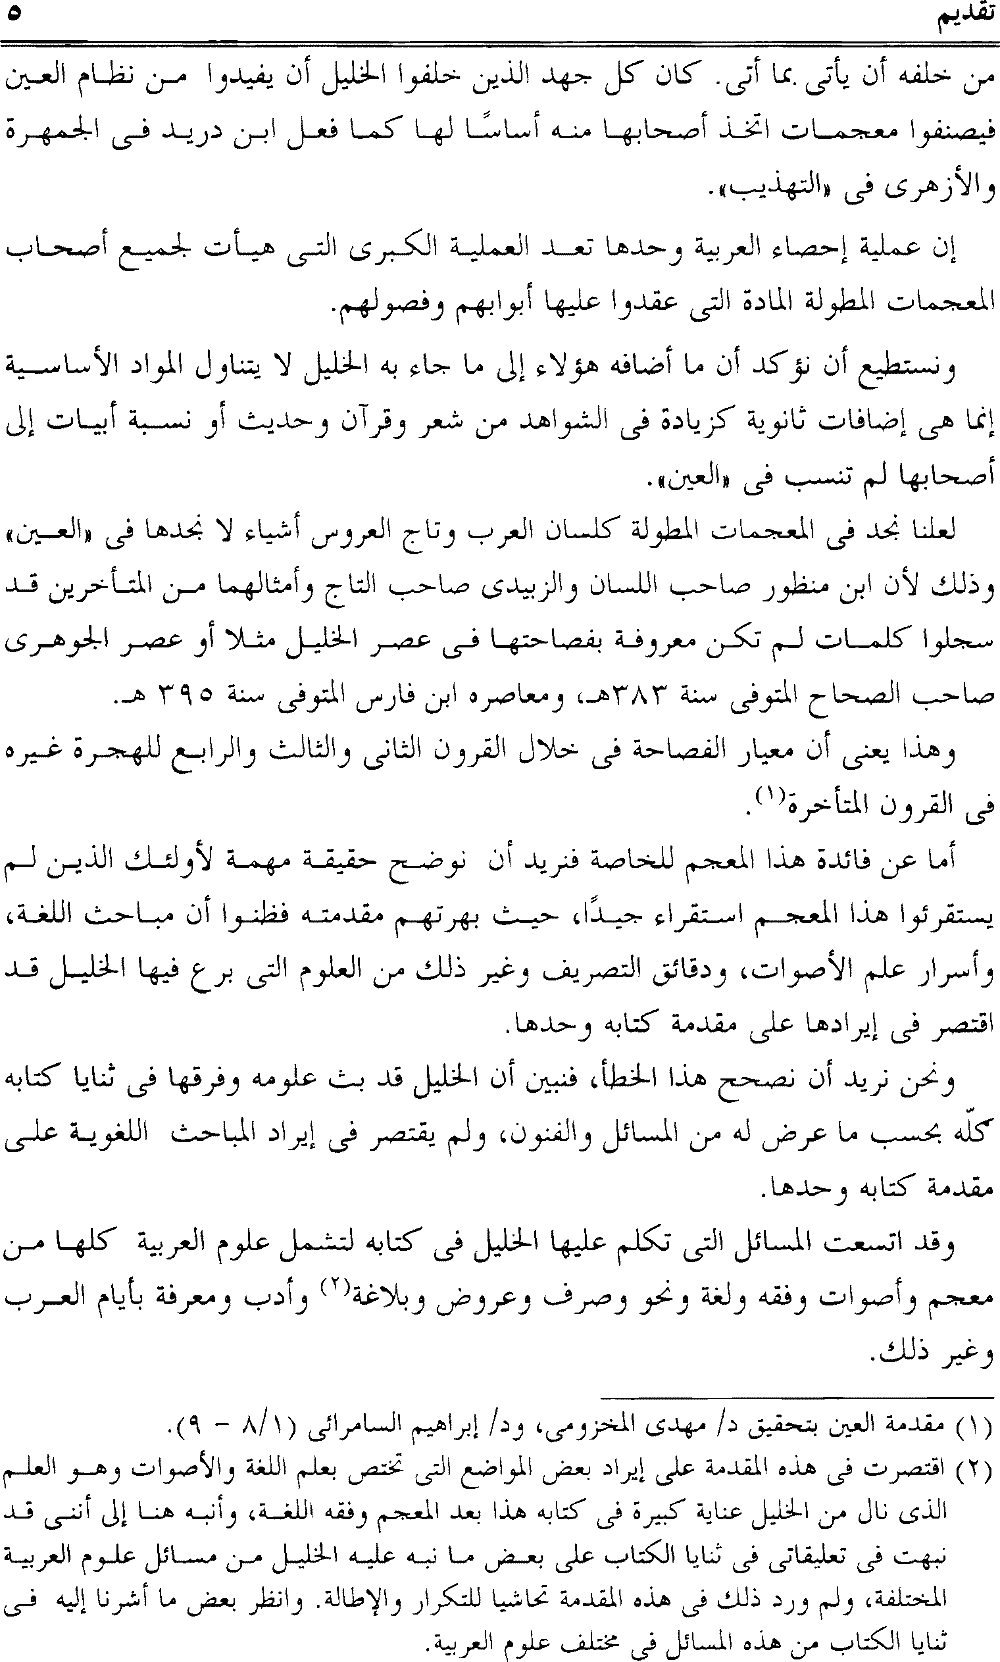 تقديم ٥
من خلفه أن يأتى بما أتى. كان كل جهد الذين خلفوا الخليل أن يفيدوا من نظام العين
فيصنفوا معجمات اتخذ أصحابها منه أساسًا لها كما فعل ابن دريد فى الجمهرة
والأزهرى فى «التهذيب».
إن عملية إحصاء العربية وحدها تعد العملية الكبرى التى هيأت لجميع أصحاب
المعجمات المطولة المادة التى عقدوا عليها أبوابهم وفصولهم.
ونستطيع أن نؤكد أن ما أضافه هؤلاء إلى ما جاء به الخليل لا يتناول المواد الأساسية
إنما هى إضافات ثانوية كزيادة فى الشواهد من شعر وقرآن وحديث أو نسبة أبيات إلى
أصحابها لم تنسب فى «العين».
لعلنا نجد فى المعجمات المطولة كلسان العرب وتاج العروس أشياء لا نجدها فى «العين»
وذلك لأن ابن منظور صاحب اللسان والزبيدى صاحب التاج وأمثالهما من المتأخرين قد
سجلوا كلمات لم تكن معروفة بفصاحتها فى عصر الخليل مثلا أو عصر الجوهرى
صاحب الصحاح المتوفى سنة ٣٨٣هـ، ومعاصره ابن فارس المتوفى سنة ٣٩٥ هـ.
وهذا يعنى أن معيار الفصاحة فى خلال القرون الثانى والثالث والرابع للهجرة غيره
فى القرون المتأخرة(١).
أما عن فائدة هذا المعجم للخاصة فنريد أن نوضح حقيقة مهمة لأولئك الذين لم
يستقرئوا هذا المعجم استقراء جيدًا، حيث بهرتهم مقدمته فظنوا أن مباحث اللغة،
وأسرار علم الأصوات، ودقائق التصريف وغير ذلك من العلوم التى برع فيها الخليل قد
اقتصر فى إيرادها على مقدمة كتابه وحدها.
ونحن نريد أن نصحح هذا الخطأ، فنبين أن الخليل قد بث علومه وفرقها فى ثنايا كتابه
كلّه بحسب ما عرض له من المسائل والفنون، ولم يقتصر فى إيراد المباحث اللغوية على
مقدمة كتابه وحدها.
وقد اتسعت المسائل التى تكلم عليها الخليل فى كتابه لتشمل علوم العربية كلها من
معجم وأصوات وفقه ولغة ونحو وصرف وعروض وبلاغة(٢) وأدب ومعرفة بأيام العرب
وغير ذلك.
(١) مقدمة العين بتحقيق د/ مهدى المخزومى، ود/ إبراهيم السامرائى (٨/١ - ٩).
(٢) اقتصرت فى هذه المقدمة على إيراد بعض المواضع التى تختص بعلم اللغة والأصوات وهو العلم
الذى نال من الخليل عناية كبيرة فى كتابه هذا بعد المعجم وفقه اللغة، وأنبه هنا إلى أننى قد
نبهت فى تعليقاتى فى ثنايا الكتاب على بعض ما نبه عليه الخليل من مسائل علوم العربية
المختلفة، ولم ورد ذلك فى هذه المقدمة تحاشيا للتكرار والإطالة. وانظر بعض ما أشرنا إليه فى
ثنايا الكتاب من هذه المسائل فى مختلف علوم العربية.